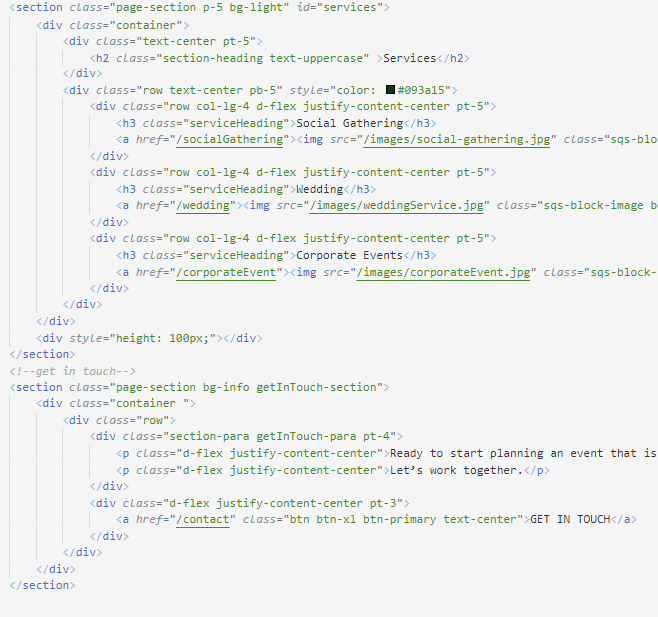 <section class="page-section p-5 bg-light" id="services">
<div class="container">
<div class="text-center pt-5">
<h2 class="section-heading text-uppercase" >Services</h2>
</div>
<div class="row text-center pb-5" style="color: #093a15">
<div class="row col-lg-4 d-flex justify-content-center pt-5">
<h3 class="serviceHeading">Social Gathering</h3>
<a href="/socialGathering"><img src="/images/social-gathering.jpg" class="sqs-blo
</div>
<div class="row col-lg-4 d-flex justify-content-center pt-5">
<h3 class="serviceHeading">Wedding</h3>
<a href="/wedding"><img src="/images/weddingService.jpg" class="sqs-block-image b
</div>
<div class="row col-lg-4 d-flex justify-content-center pt-5">
<h3 class="serviceHeading">Corporate Events</h3>
<a href="/corporateEvent"><img src="/images/corporateEvent.jpg" class="sqs-block-
</div>
</div>
</div>
<div style="height: 100px;"></div>
</section>
<!--get in touch-->
<section class="page-section bg-info getInTouch-section">
<div class="container ">
<div class="row">
<div class="section-para getInTouch-para pt-4">
<p class="d-flex justify-content-center">Ready to start planning an event that is
<p class="d-flex justify-content-center">Let’s work together.</p>
</div>
<div class="d-flex justify-content-center pt-3">
<a href="/contact" class="btn btn-xl btn-primary text-center">GET IN TOUCH</a>
</div>
</div>
</div>
</section>